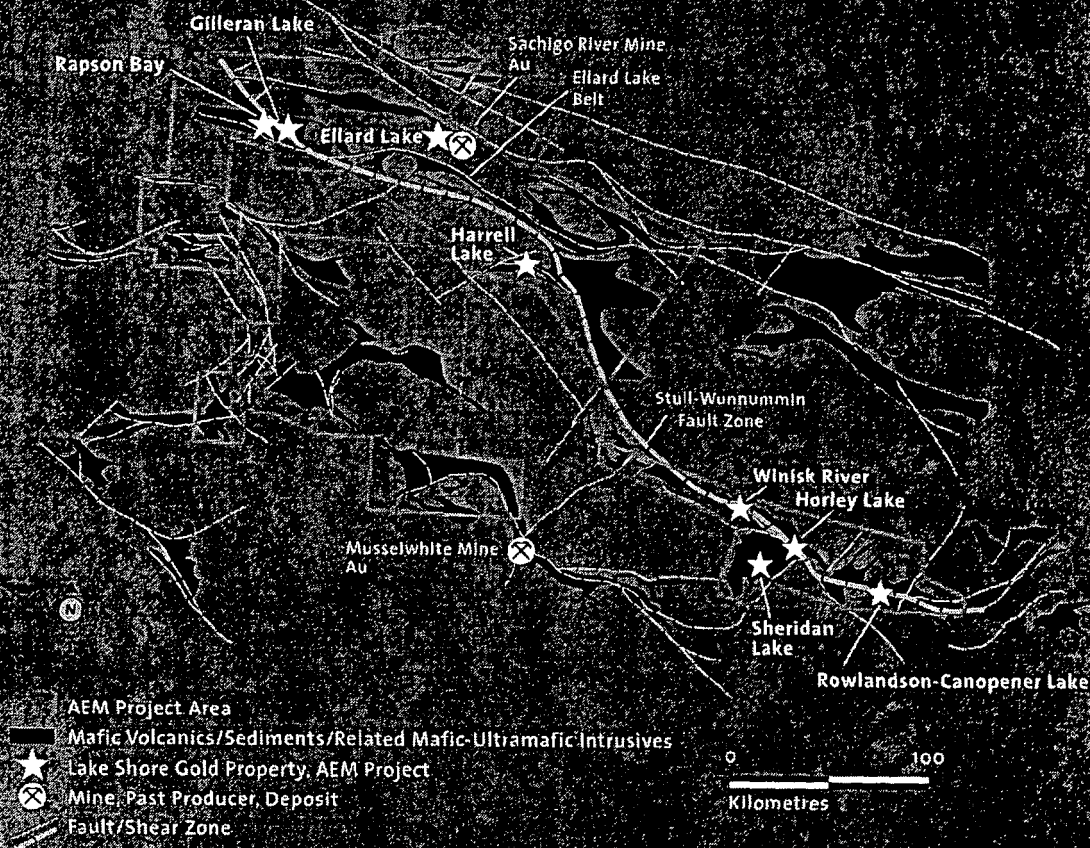 Gilleran Lake
Rapson Bay
Sachigo River Mine
Au
Ellard Lake
Belt
Ellard Lake
Harrell
Lake
Stull-Wunnummin
Fault Zone
Winisk River
Horley Lake
Musselwhite Mine
Au
N
Sheridan
Lake
Rowlandson-Canopener Lake
AEM Project Area
Mafic Volcanics/Sediments/Related Mafic-Ultramafic Intrusives
Lake Shore Gold Property, AEM Project
Mine, Past Producer, Deposit
Fault/Shear Zone
0 100
Kilometres